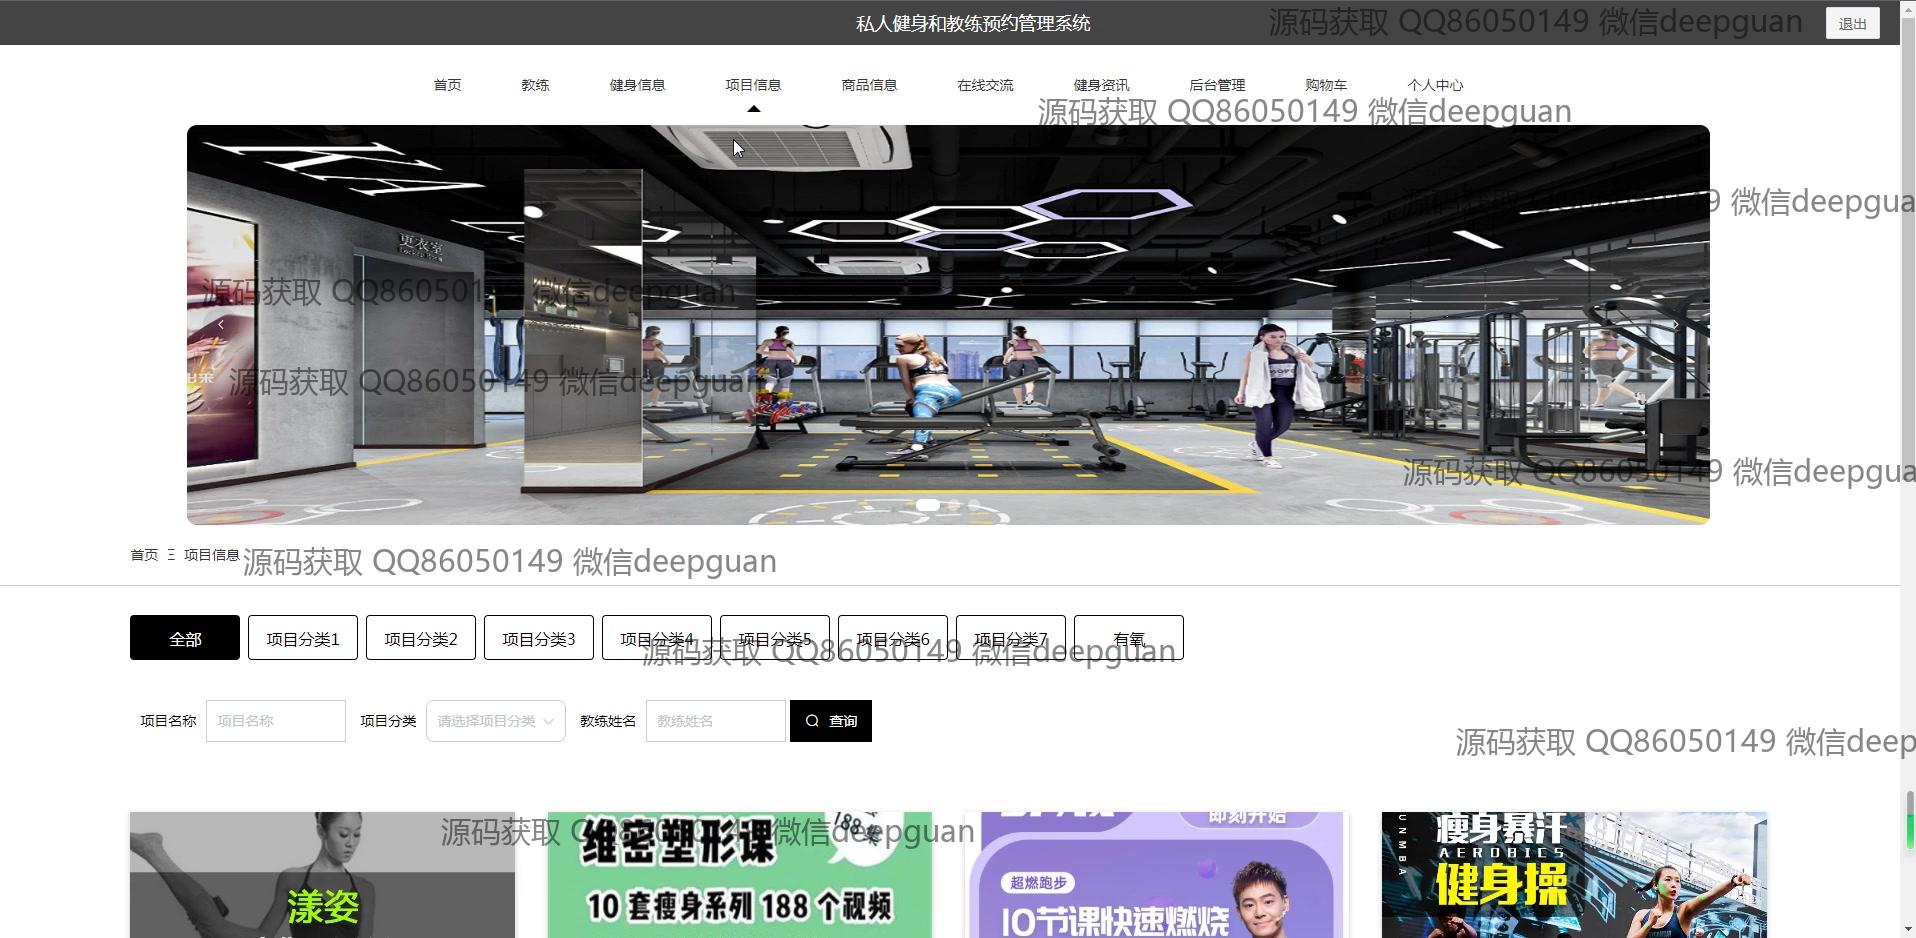 私人健身和教练预约管理系统
源码获取 QQ86050149 微信deepguan
退出
首页 教练 健身信息 项目信息 商品信息 在线交流 健身资讯 后台管理 购物车 个人中心
源码获取 QQ86050149 微信deepguan
源码获取 QQ86050149 微信deepgua
更衣室
源码获取 QQ86050149 微信deepguan
出来
源码获取 QQ86050149 微信deepguan
源码获取 QQ86050149 微信deepgua
首页 Ξ 项目信息
源码获取 QQ86050149 微信deepguan
全部 项目分类1 项目分类2 项目分类3 项目分类4 项目分类5 项目分类6 项目分类7 有氧
源码获取 QQ86050149 微信deepguan
项目名称 项目名称 项目分类 请选择项目分类 教练姓名 教练姓名 查询
源码获取 QQ86050149 微信deep
源码获取 QQ86050149 微信deepguan
漾姿
维密塑形课
188
10套瘦身系列188个视频
即刻开始
超燃跑步
10节课快速燃烧
UNMBA
瘦身暴汗
AEROBICS
健身操